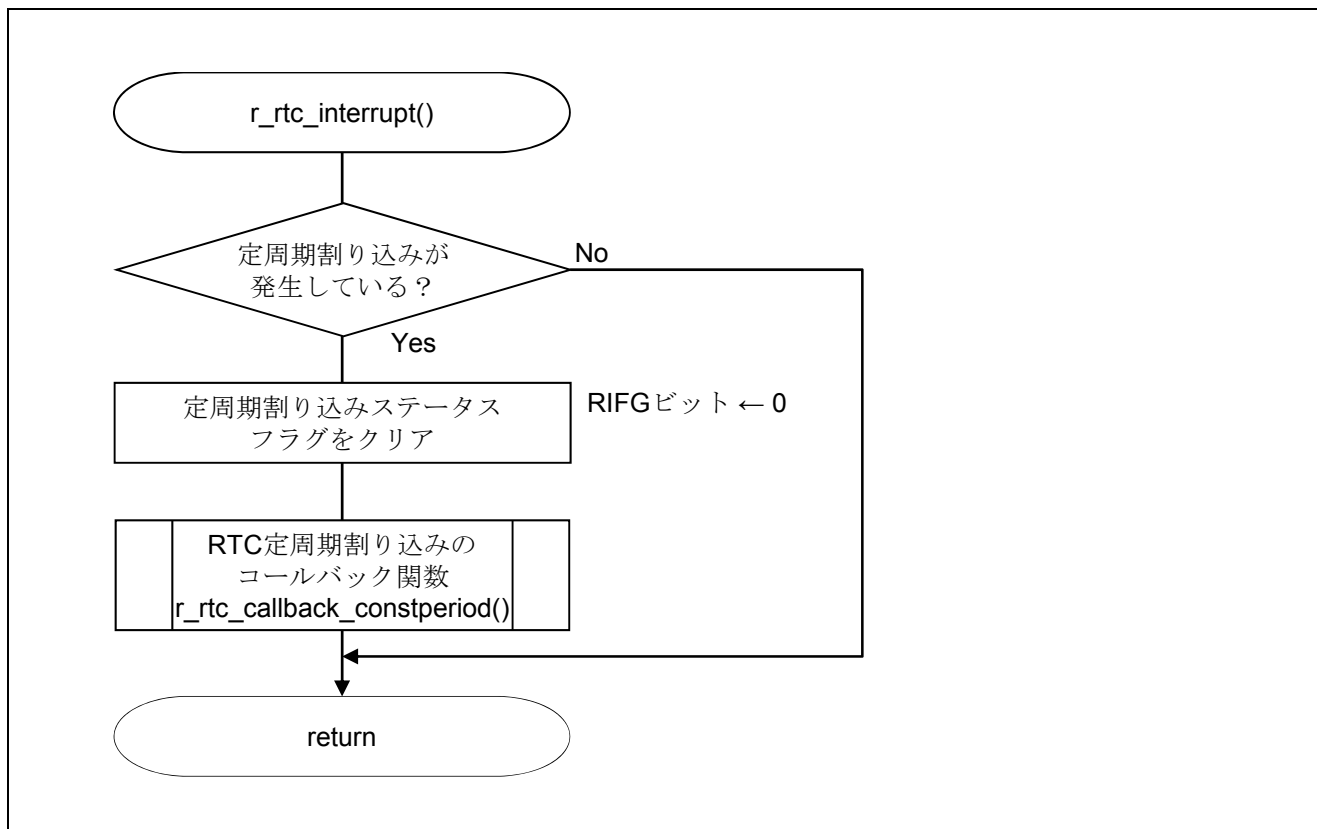 r_rtc_interrupt()
定周期割り込みが
発生している？
No
Yes
定周期割り込みステータス
フラグをクリア
RIFGビット ← 0
RTC定周期割り込みの
コールバック関数
r_rtc_callback_constperiod()
return